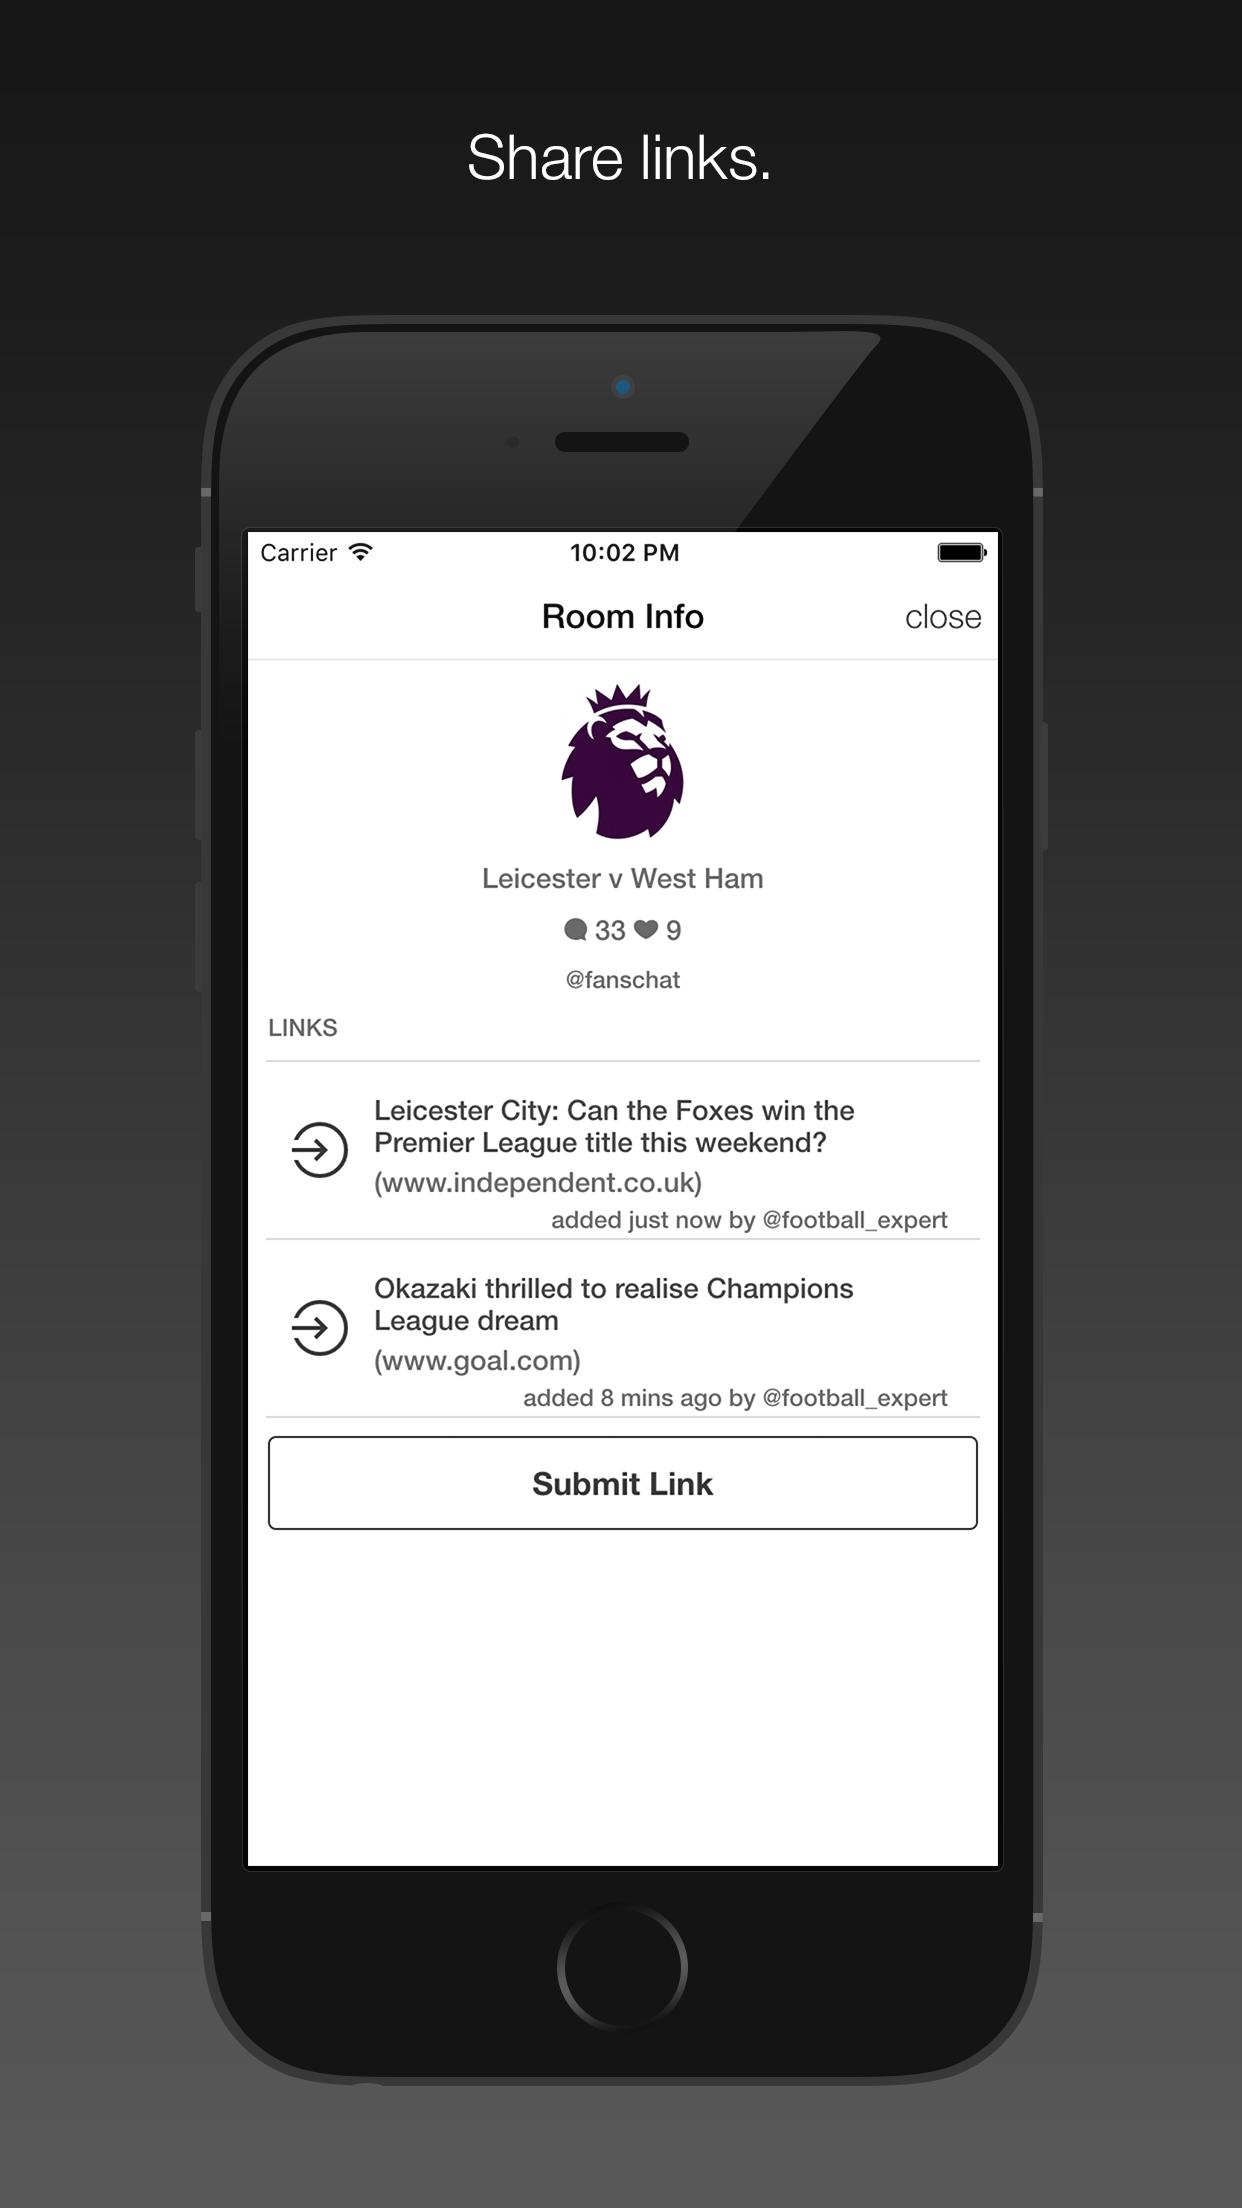 Share links.
Carrier 10:02 PM
Room Info close
Leicester v West Ham
33 9
@fanschat
LINKS
Leicester City: Can the Foxes win the
Premier League title this weekend?
(www.independent.co.uk)
added just now by @football_expert
Okazaki thrilled to realise Champions
League dream
(www.goal.com)
added 8 mins ago by @football_expert
Submit Link